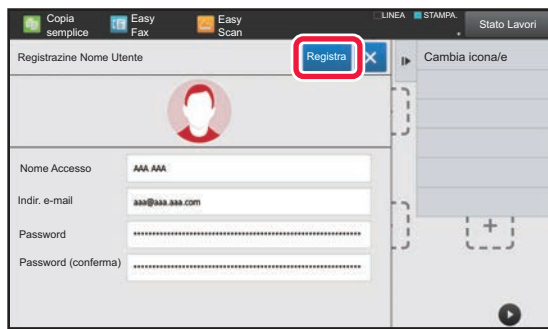 Copia semplice
Easy Fax
Easy Scan
LINEA
STAMPA.
Stato Lavori
Registrazine Nome Utente
Registra
Cambia icona/e
Nome Accesso
AAA AAA
Indir. e-mail
aaa@aaa.aaa.com
Password
************************************************************
Password (conferma)
************************************************************